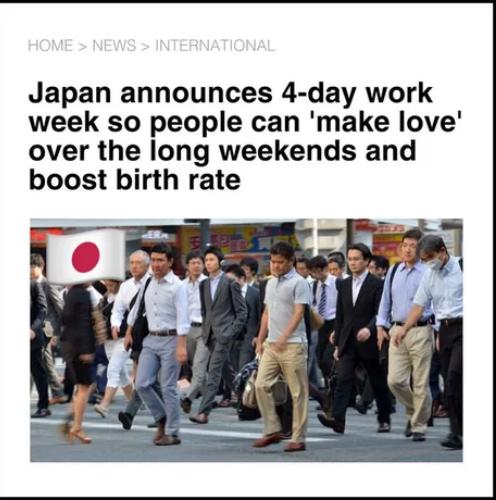 HOME > NEWS > INTERNATIONAL
Japan announces 4-day work
week so people can 'make love'
over the long weekends and
boost birth rate